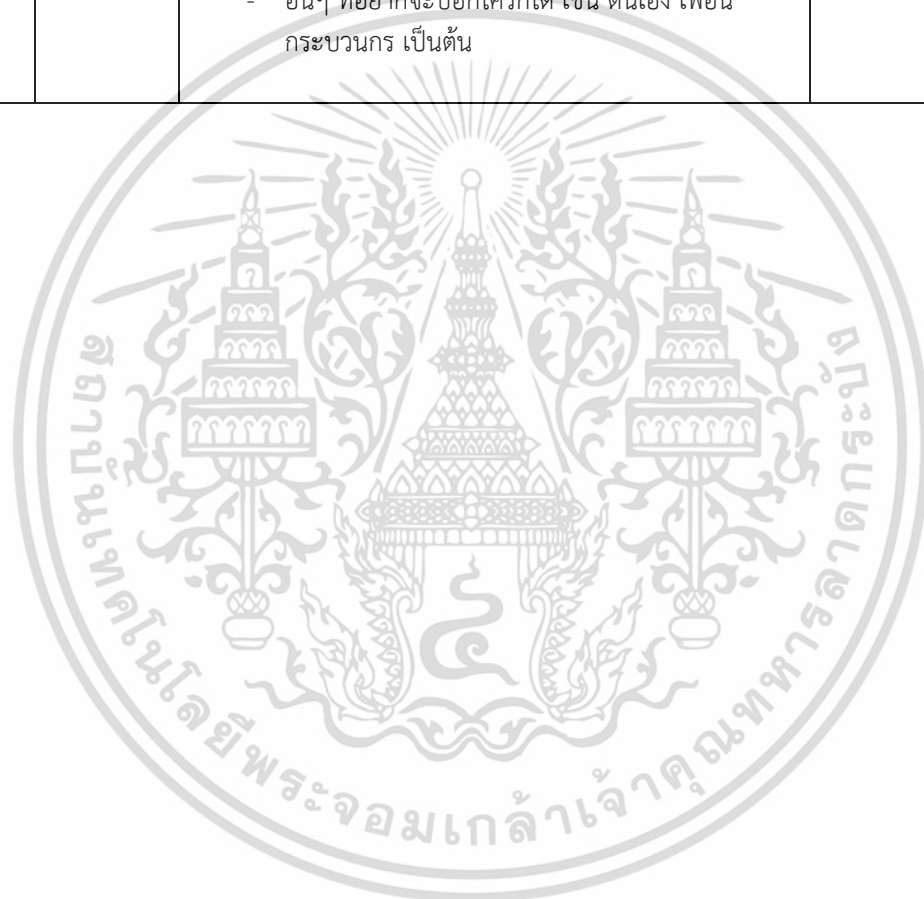 - อื่นๆ ที่อยากจะบอกใครก็ได้ เช่น ตนเอง เพื่อน
กระบวนกร เป็นต้น
สถาบันเทคโนโลยีพระจอมเกล้าเจ้าคุณทหารลาดกระบัง
๔